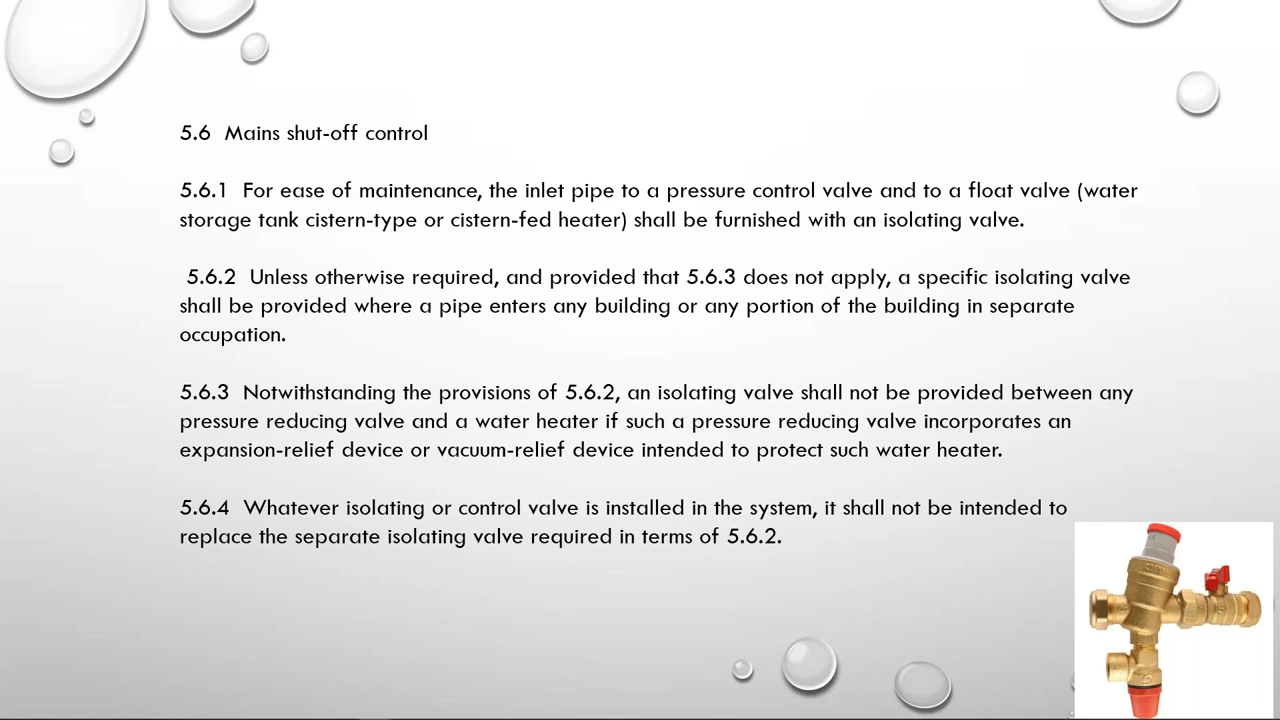 5.6 Mains shut-off control
5.6.1 For ease of maintenance, the inlet pipe to a pressure control valve and to a float valve (water
storage tank cistern-type or cistern-fed heater) shall be furnished with an isolating valve.
5.6.2 Unless otherwise required, and provided that 5.6.3 does not apply, a specific isolating valve
shall be provided where a pipe enters any building or any portion of the building in separate
occupation.
5.6.3 Notwithstanding the provisions of 5.6.2, an isolating valve shall not be provided between any
pressure reducing valve and a water heater if such a pressure reducing valve incorporates an
expansion-relief device or vacuum-relief device intended to protect such water heater.
5.6.4 Whatever isolating or control valve is installed in the system, it shall not be intended to
replace the separate isolating valve required in terms of 5.6.2.